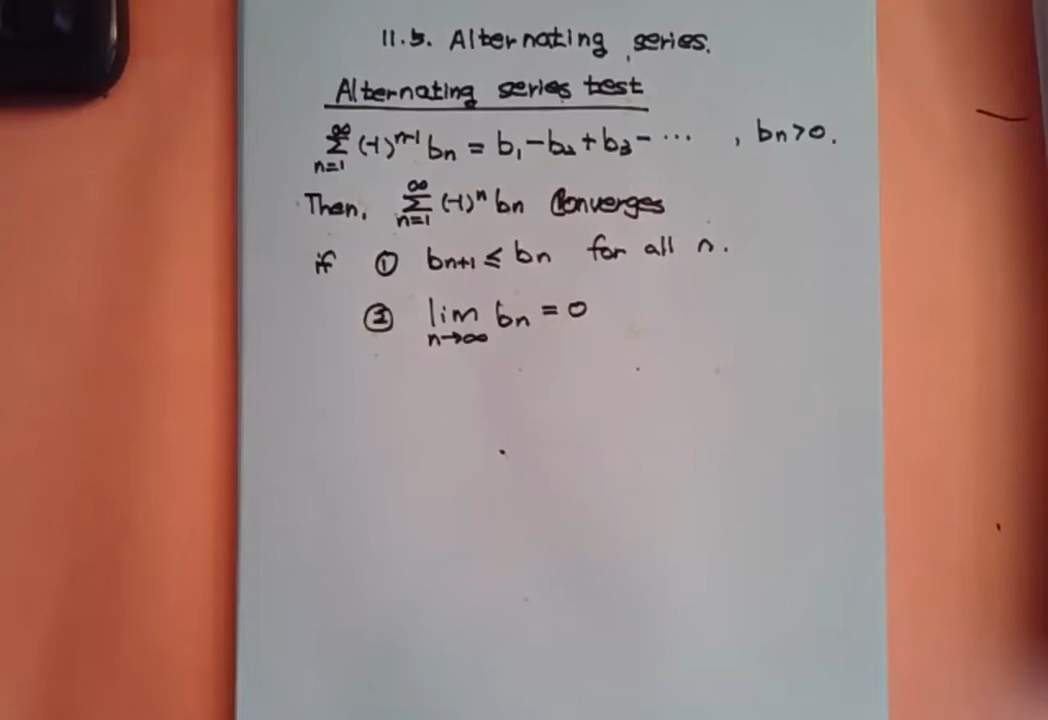 11.5. Alternating series.
Alternating series test
∞∑n=1 (-1)ⁿ⁻¹ bn = b₁ - b₂ + b₃ - ⋯ , bn > 0.
Then, ∞∑n=1 (-1)ⁿ bn Converges
if ① bn+1 ≤ bn for all n.
② lim n→∞ bn = 0